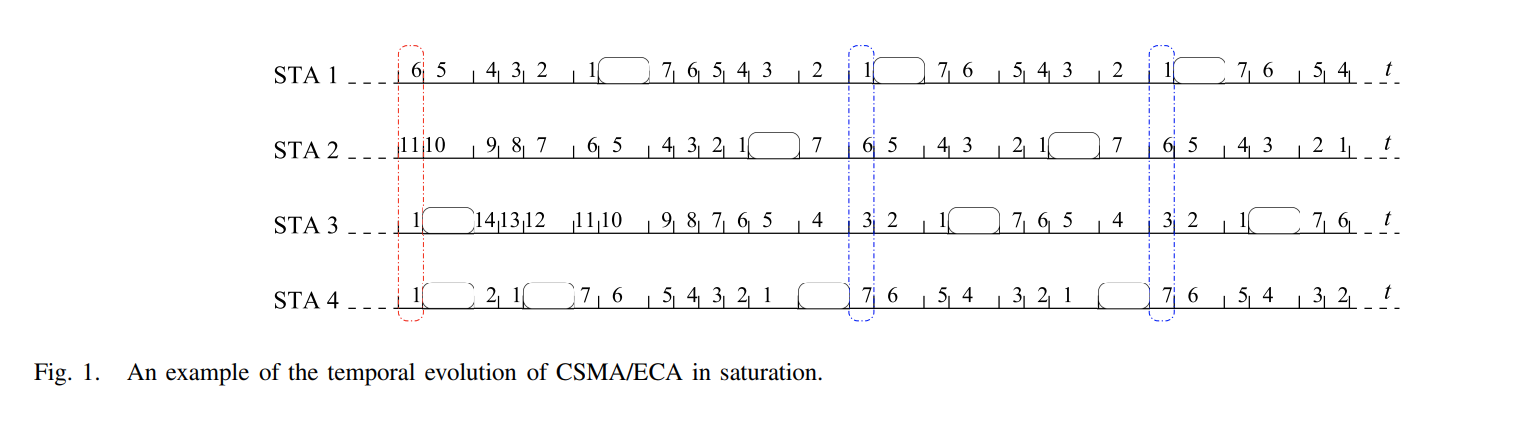 STA 1 6 5 4 3 2 1 7 6 5 4 3 2 1 7 6 5 4 3 2 1 7 6 5 4 t
STA 2 11 10 9 8 7 6 5 4 3 2 1 7 6 5 4 3 2 1 7 6 5 4 3 2 1 t
STA 3 1 14 13 12 11 10 9 8 7 6 5 4 3 2 1 7 6 5 4 3 2 1 7 6 t
STA 4 1 2 1 7 6 5 4 3 2 1 7 6 5 4 3 2 1 7 6 5 4 3 2 t
Fig. 1. An example of the temporal evolution of CSMA/ECA in saturation.